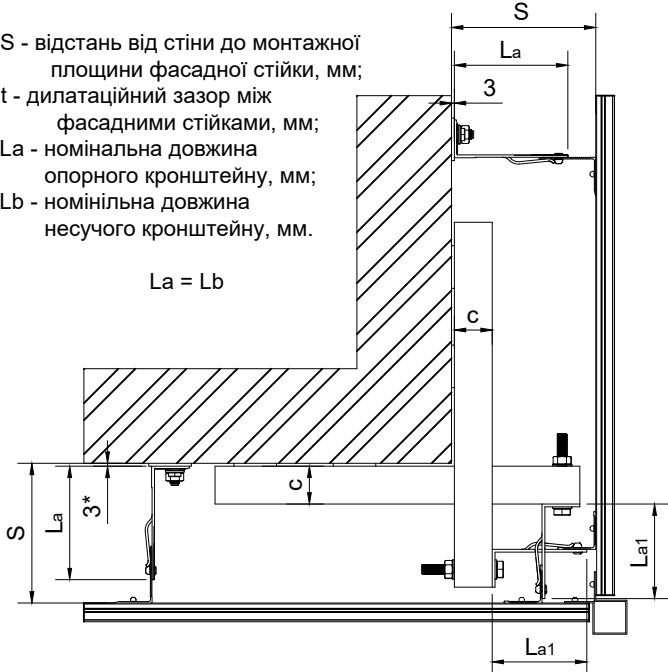 S - відстань від стіни до монтажної
площини фасадної стійки, мм;
t - дилатаційний зазор між
фасадними стійками, мм;
La - номінальна довжина
опорного кронштейну, мм;
Lb - номінільна довжина
несучого кронштейну, мм.
La = Lb
S
La
3
c
S
La
3*
c
La1
La1